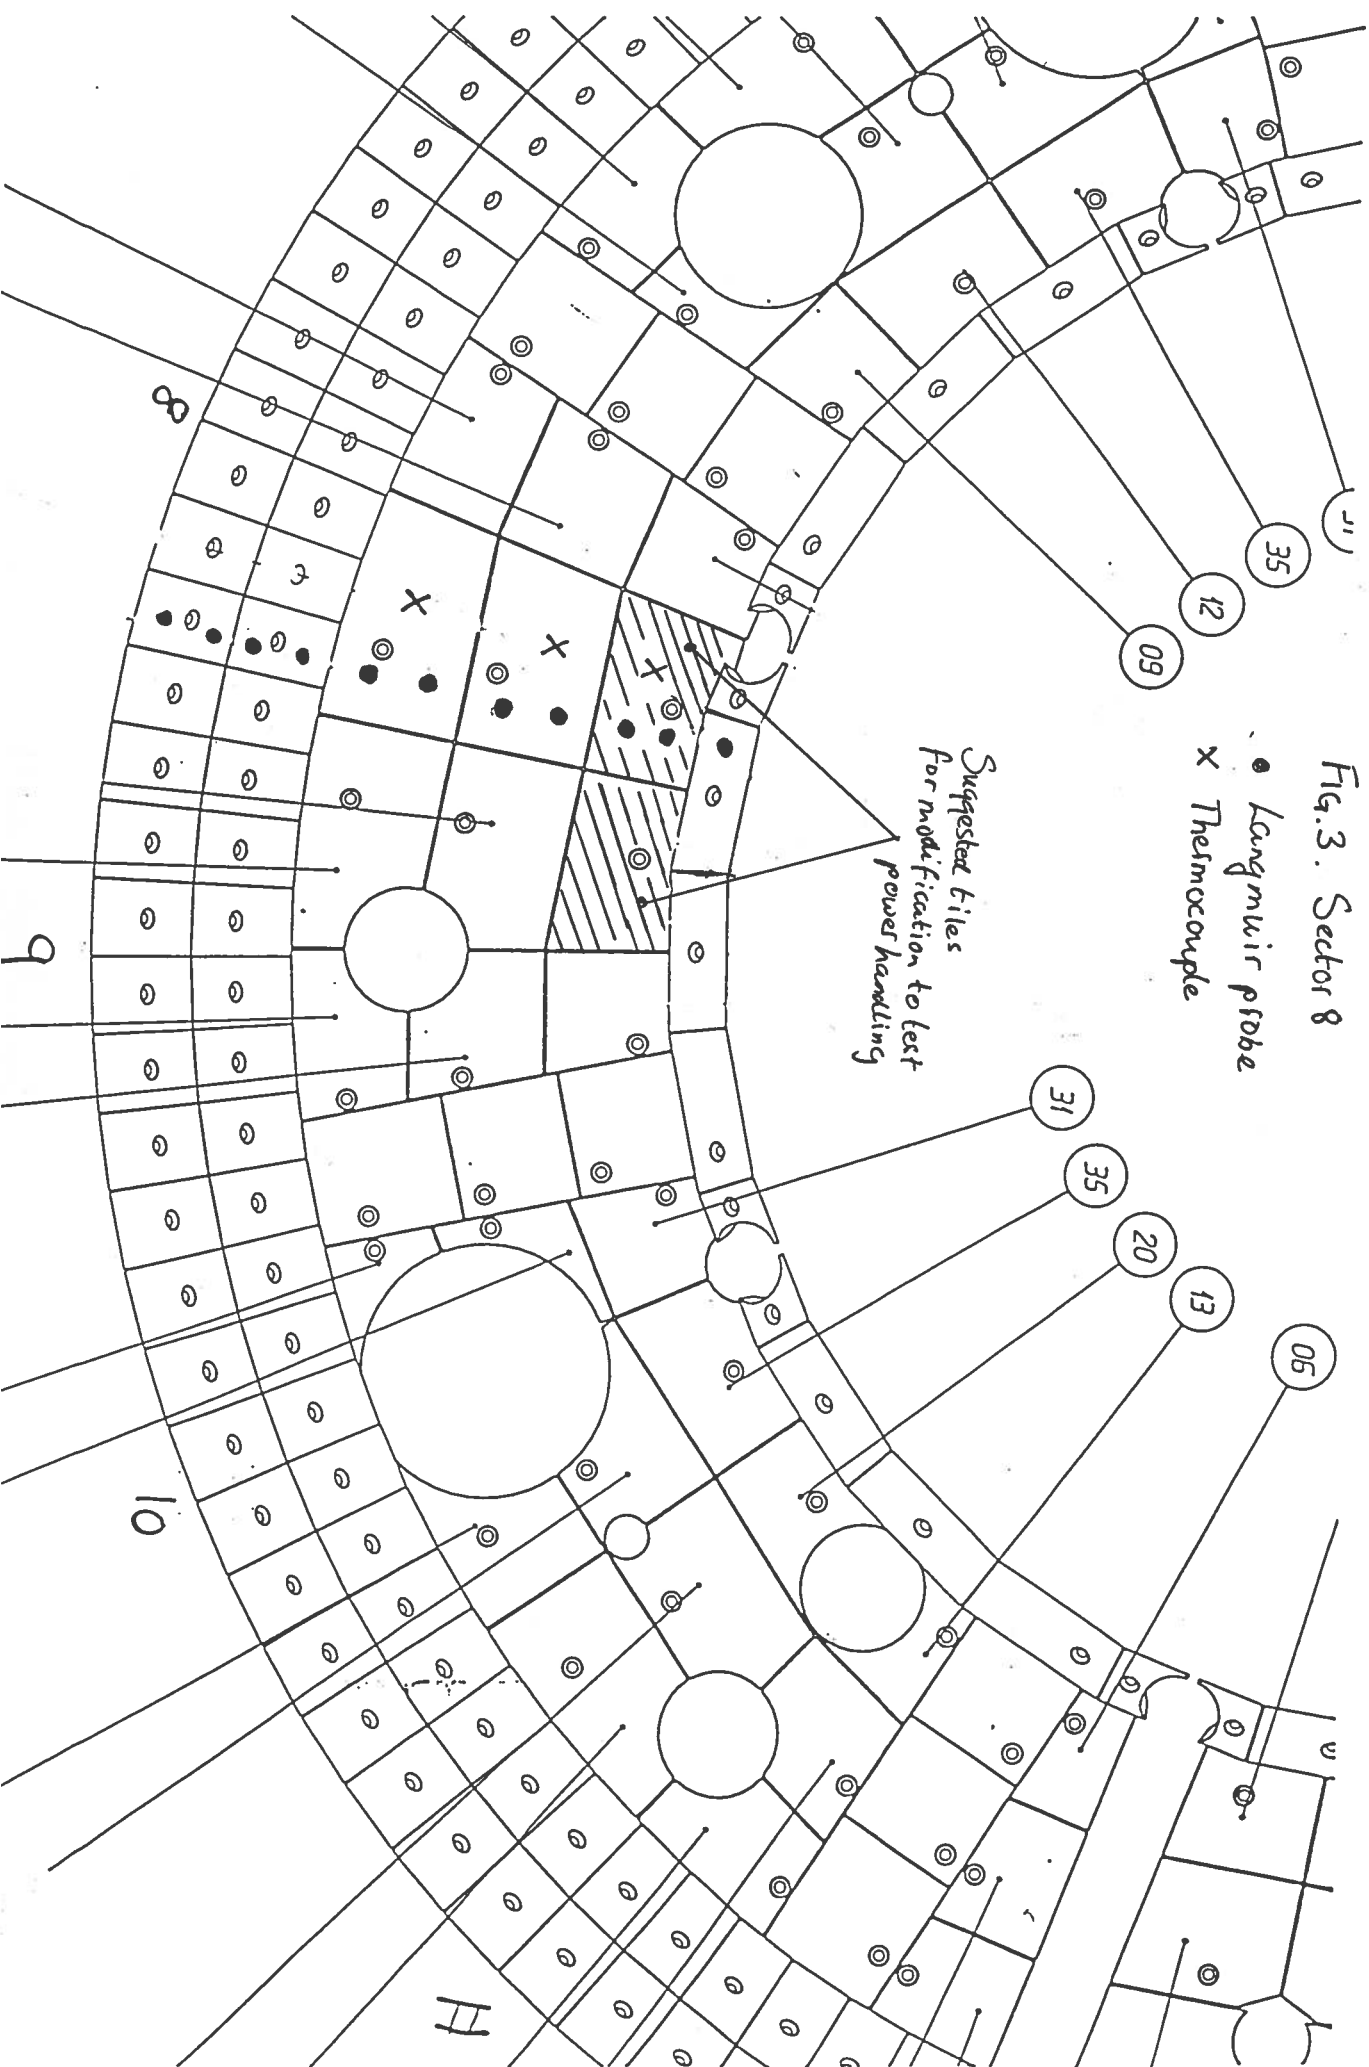 FIG.3. Sector 8
● Langmuir probe
x Thermocouple
Suggested tiles
for modification to test
power handling
35
12
09
31
35
20
13
06
8
9
10
11